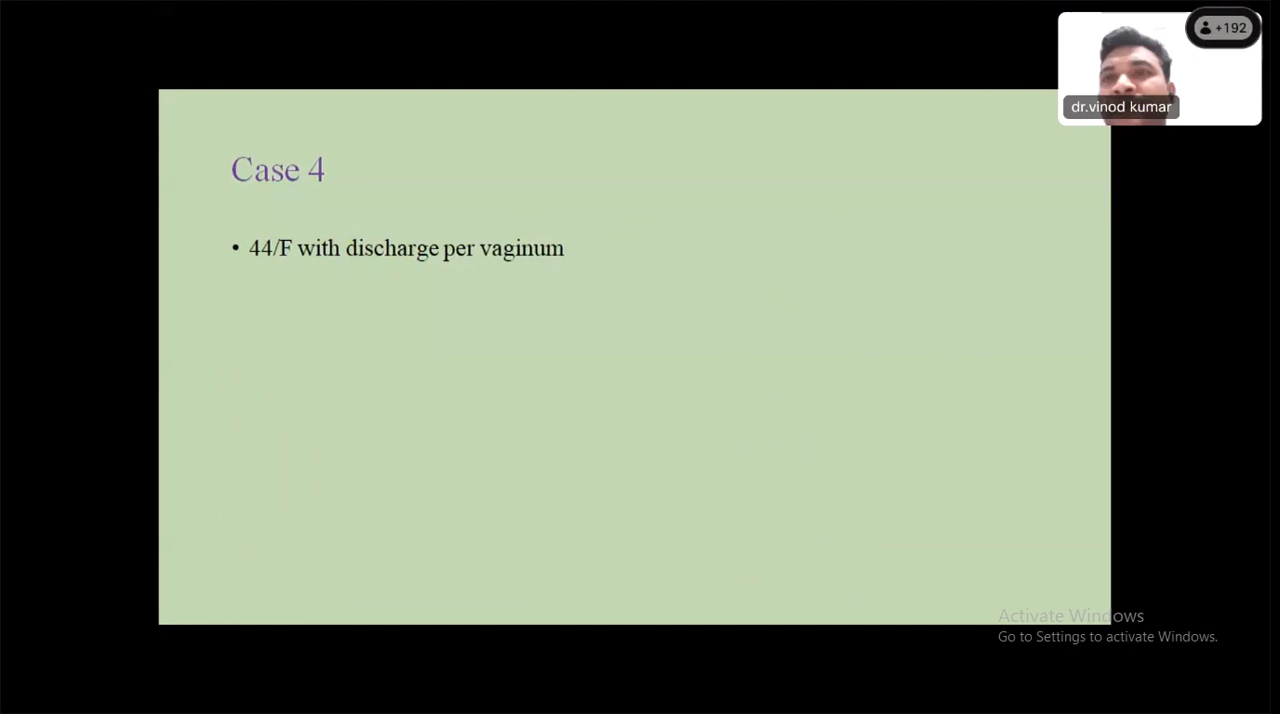 +192
dr.vinod kumar
Case 4
• 44/F with discharge per vaginum
Activate Windows
Go to Settings to activate Windows.